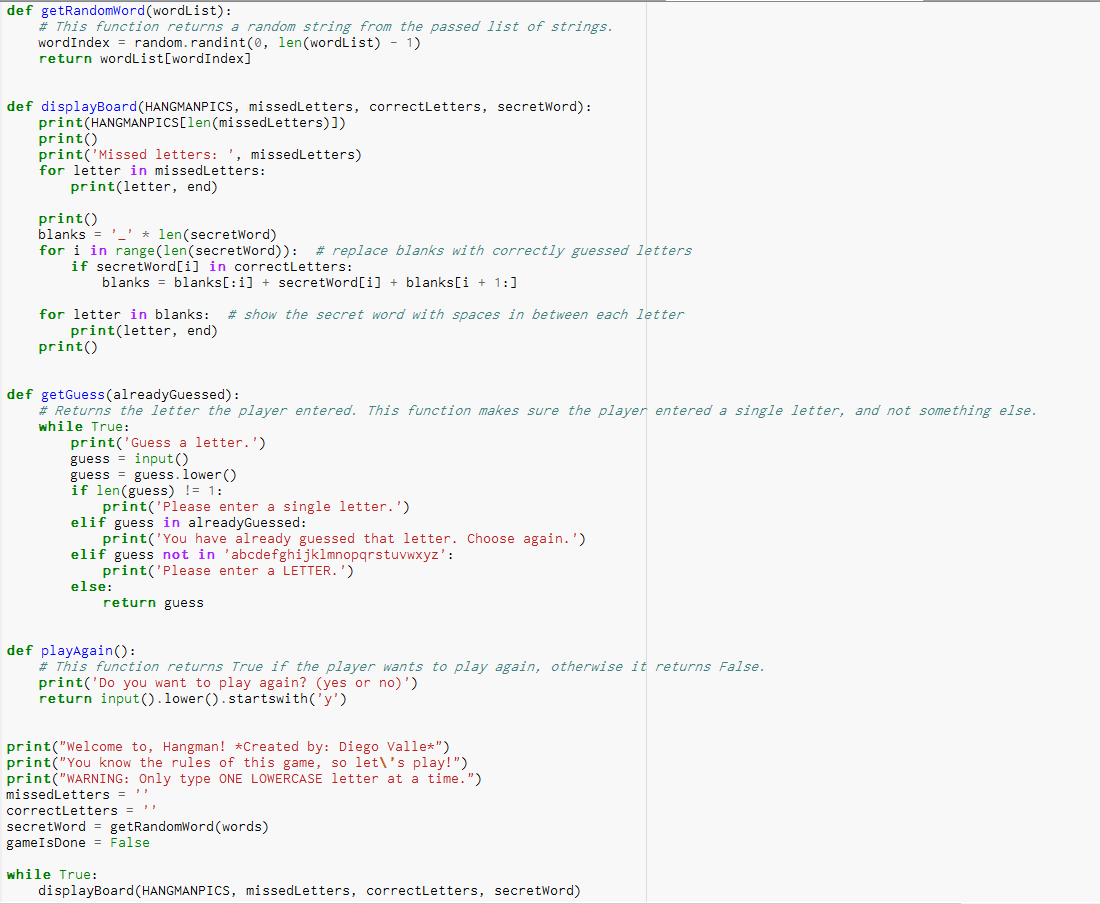 def getRandomWord(wordList):
    # This function returns a random string from the passed list of strings.
    wordIndex = random.randint(0, len(wordList) - 1)
    return wordList[wordIndex]


def displayBoard(HANGMANPICS, missedLetters, correctLetters, secretWord):
    print(HANGMANPICS[len(missedLetters)])
    print()
    print('Missed letters: ', missedLetters)
    for letter in missedLetters:
        print(letter, end)

    print()
    blanks = '_' * len(secretWord)
    for i in range(len(secretWord)):  # replace blanks with correctly guessed letters
        if secretWord[i] in correctLetters:
            blanks = blanks[:i] + secretWord[i] + blanks[i + 1:]

    for letter in blanks:  # show the secret word with spaces in between each letter
        print(letter, end)
    print()


def getGuess(alreadyGuessed):
    # Returns the letter the player entered. This function makes sure the player entered a single letter, and not something else.
    while True:
        print('Guess a letter.')
        guess = input()
        guess = guess.lower()
        if len(guess) != 1:
            print('Please enter a single letter.')
        elif guess in alreadyGuessed:
            print('You have already guessed that letter. Choose again.')
        elif guess not in 'abcdefghijklmnopqrstuvwxyz':
            print('Please enter a LETTER.')
        else:
            return guess


def playAgain():
    # This function returns True if the player wants to play again, otherwise it returns False.
    print('Do you want to play again? (yes or no)')
    return input().lower().startswith('y')


print("Welcome to, Hangman! *Created by: Diego Valle*")
print("You know the rules of this game, so let\'s play!")
print("WARNING: Only type ONE LOWERCASE letter at a time.")
missedLetters = ''
correctLetters = ''
secretWord = getRandomWord(words)
gameIsDone = False

while True:
    displayBoard(HANGMANPICS, missedLetters, correctLetters, secretWord)